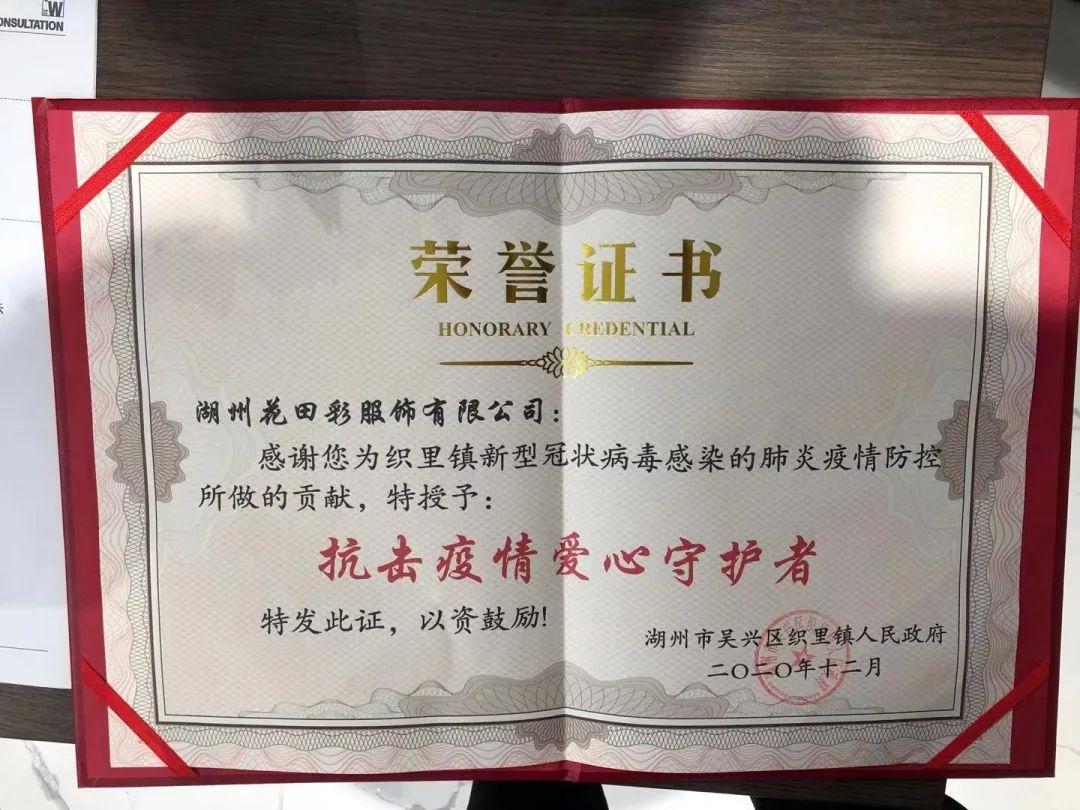 W
ONSULTATION
荣誉证书
HONORARY CREDENTIAL
湖州花田彩服饰有限公司：
感谢您为织里镇新型冠状病毒感染的肺炎疫情防控
所做的贡献，特授予：
抗击疫情爱心守护者
特发此证，以资鼓励！
湖州市吴兴区织里镇人民政府
二〇二〇年十二月